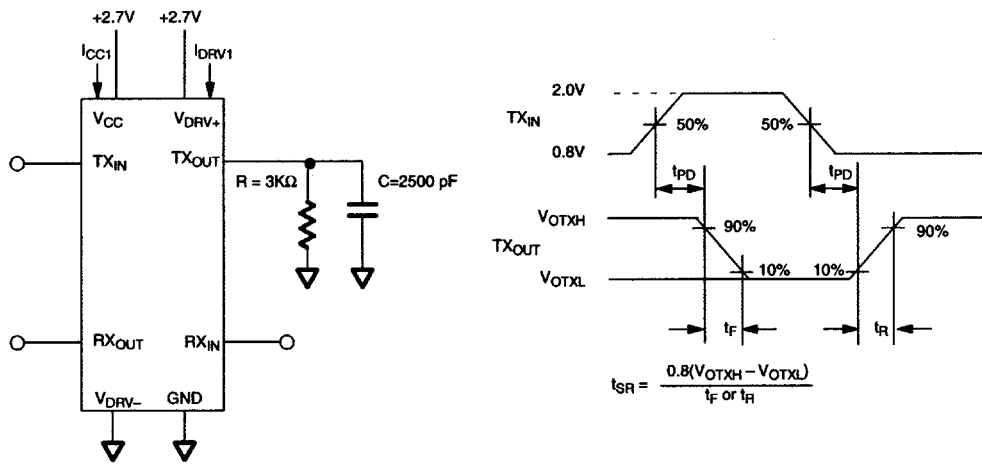 +2.7V +2.7V
ICC1 IDRV1
VCC VDRV+
TXIN TXOUT
R = 3KΩ C=2500 pF
RXOUT RXIN
VDRV– GND
2.0V
TXIN 50% 50%
0.8V
tPD tPD
VOTXH 90% 90%
TXOUT
VOTXL 10% 10%
tF tR
tSR = 0.8(VOTXH – VOTXL)
tF or tR